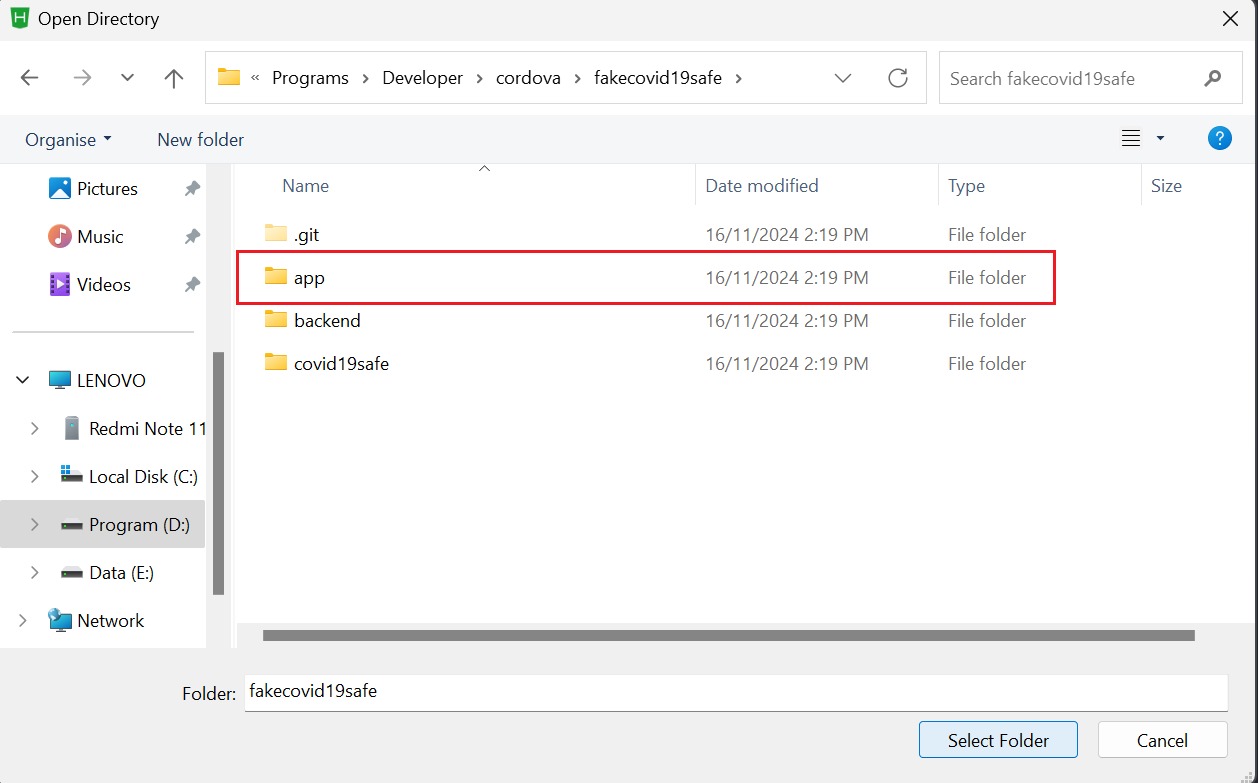 Open Directory
« Programs > Developer > cordova > fakecovid19safe >
Search fakecovid19safe
Organise
New folder
?
Pictures
Music
Videos
LENOVO
Redmi Note 11
Local Disk (C:)
Program (D:)
Data (E:)
Network
Name Date modified Type Size
.git 16/11/2024 2:19 PM File folder
app 16/11/2024 2:19 PM File folder
backend 16/11/2024 2:19 PM File folder
covid19safe 16/11/2024 2:19 PM File folder
Folder: fakecovid19safe
Select Folder Cancel